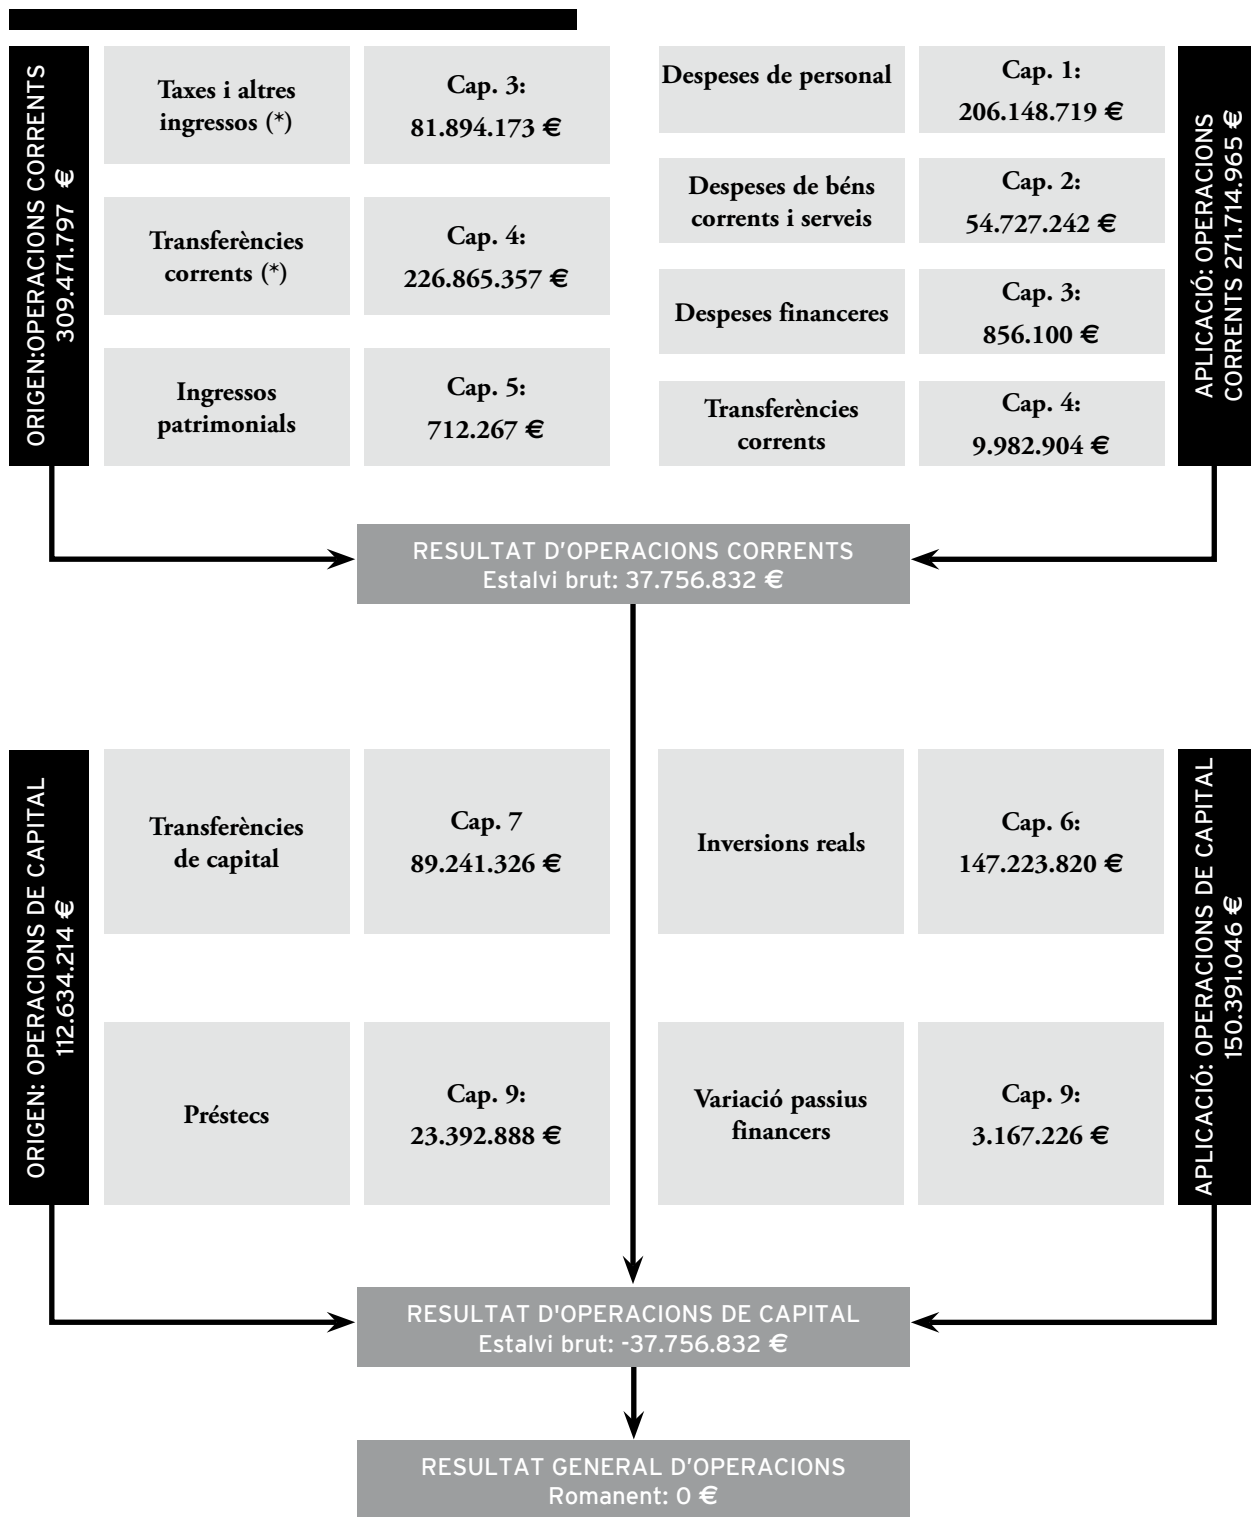 ORIGEN:OPERACIONS CORRENTS
309.471.797 €
Taxes i altres
ingressos (*)
Cap. 3:
81.894.173 €
Transferències
corrents (*)
Cap. 4:
226.865.357 €
Ingressos
patrimonials
Cap. 5:
712.267 €
Despeses de personal
Cap. 1:
206.148.719 €
Despeses de béns
corrents i serveis
Cap. 2:
54.727.242 €
Despeses financeres
Cap. 3:
856.100 €
Transferències
corrents
Cap. 4:
9.982.904 €
APLICACIÓ: OPERACIONS
CORRENTS 271.714.965 €
RESULTAT D’OPERACIONS CORRENTS
Estalvi brut: 37.756.832 €
ORIGEN: OPERACIONS DE CAPITAL
112.634.214 €
Transferències
de capital
Cap. 7
89.241.326 €
Préstecs
Cap. 9:
23.392.888 €
Inversions reals
Cap. 6:
147.223.820 €
Variació passius
financers
Cap. 9:
3.167.226 €
APLICACIÓ: OPERACIONS DE CAPITAL
150.391.046 €
RESULTAT D'OPERACIONS DE CAPITAL
Estalvi brut: -37.756.832 €
RESULTAT GENERAL D’OPERACIONS
Romanent: 0 €